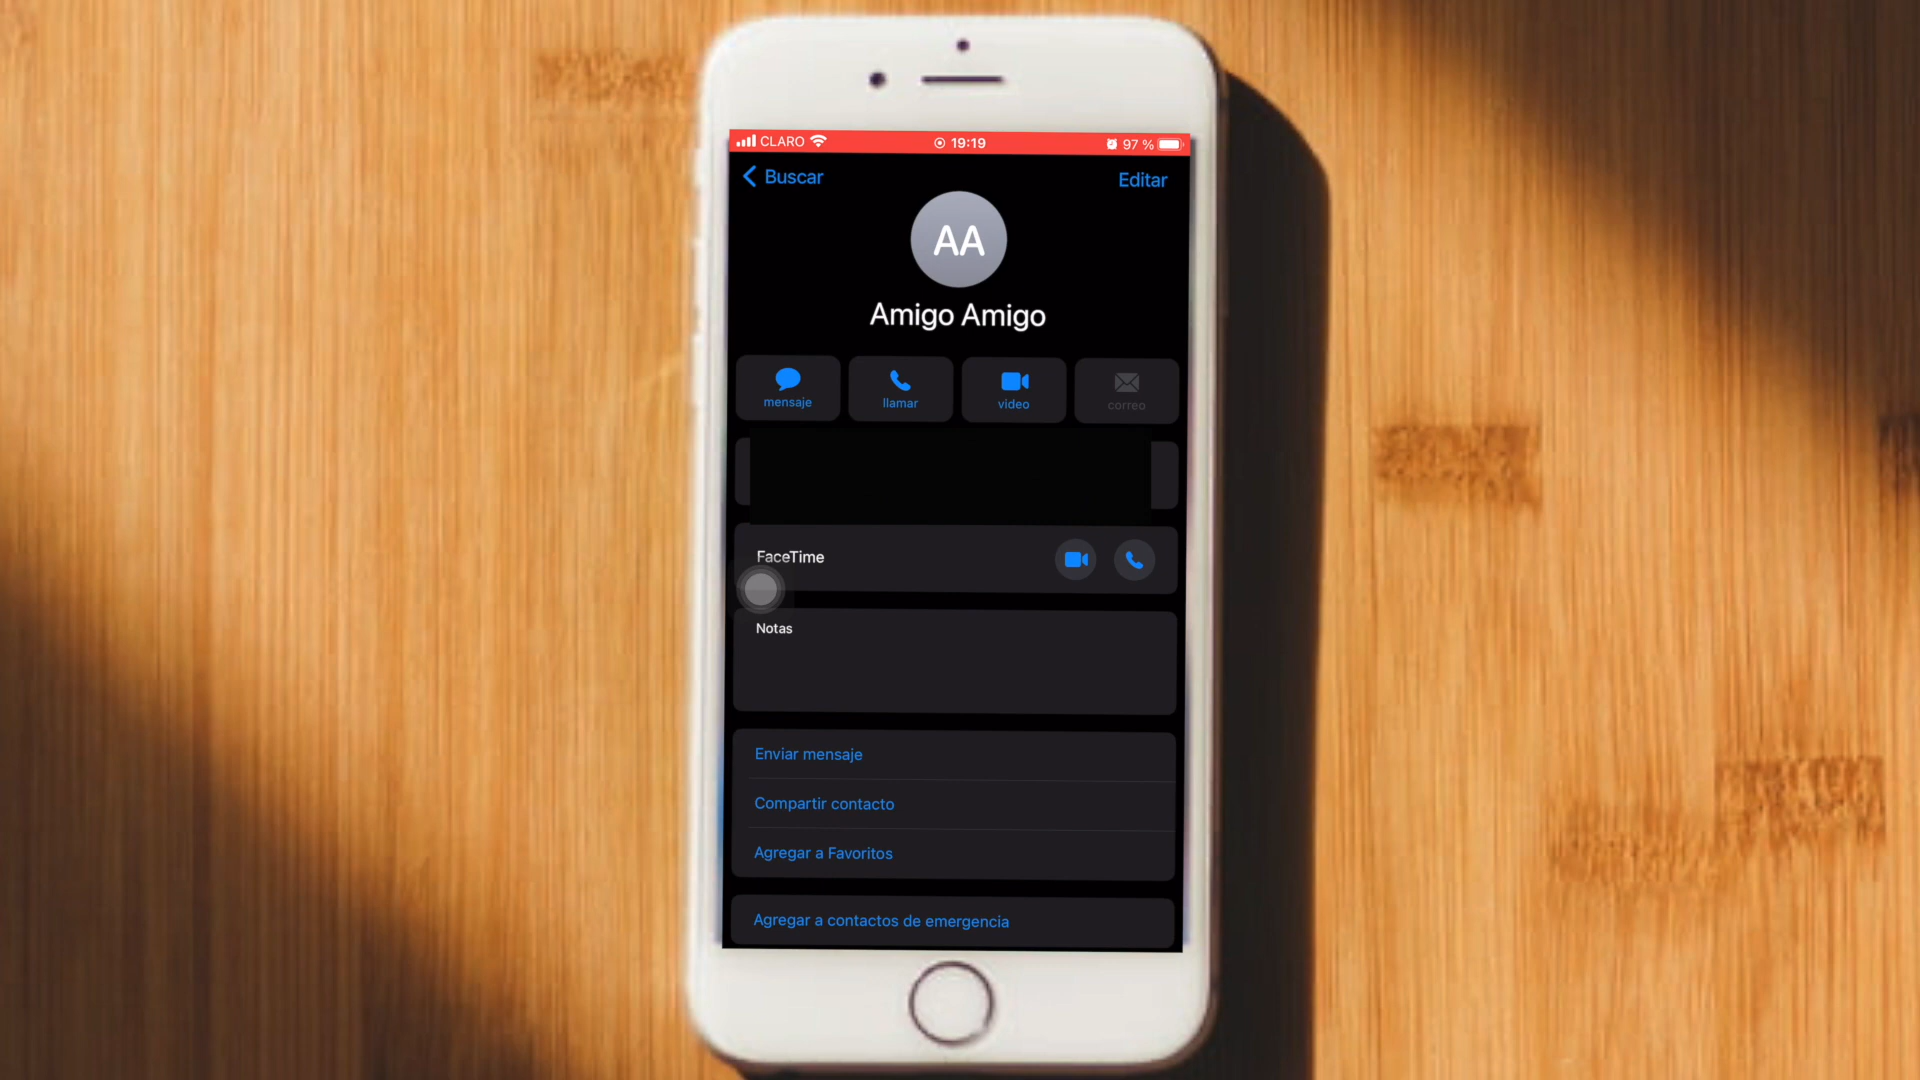 CLARO 19:19 97 %
Buscar Editar
AA
Amigo Amigo
mensaje llamar video correo
FaceTime
Notas
Enviar mensaje
Compartir contacto
Agregar a Favoritos
Agregar a contactos de emergencia